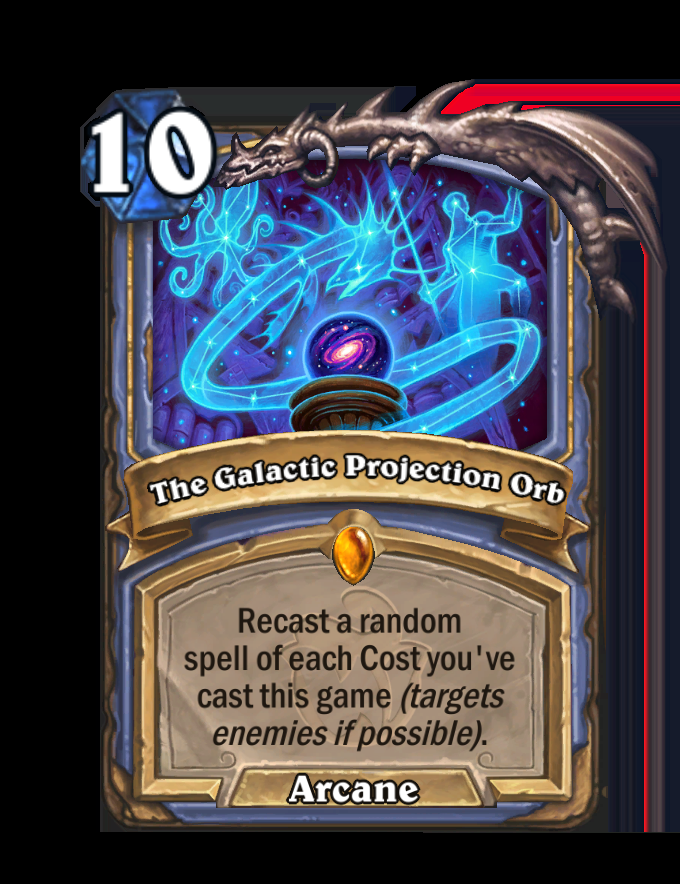 10
The Galactic Projection Orb
Recast a random
spell of each Cost you've
cast this game (targets
enemies if possible).
Arcane